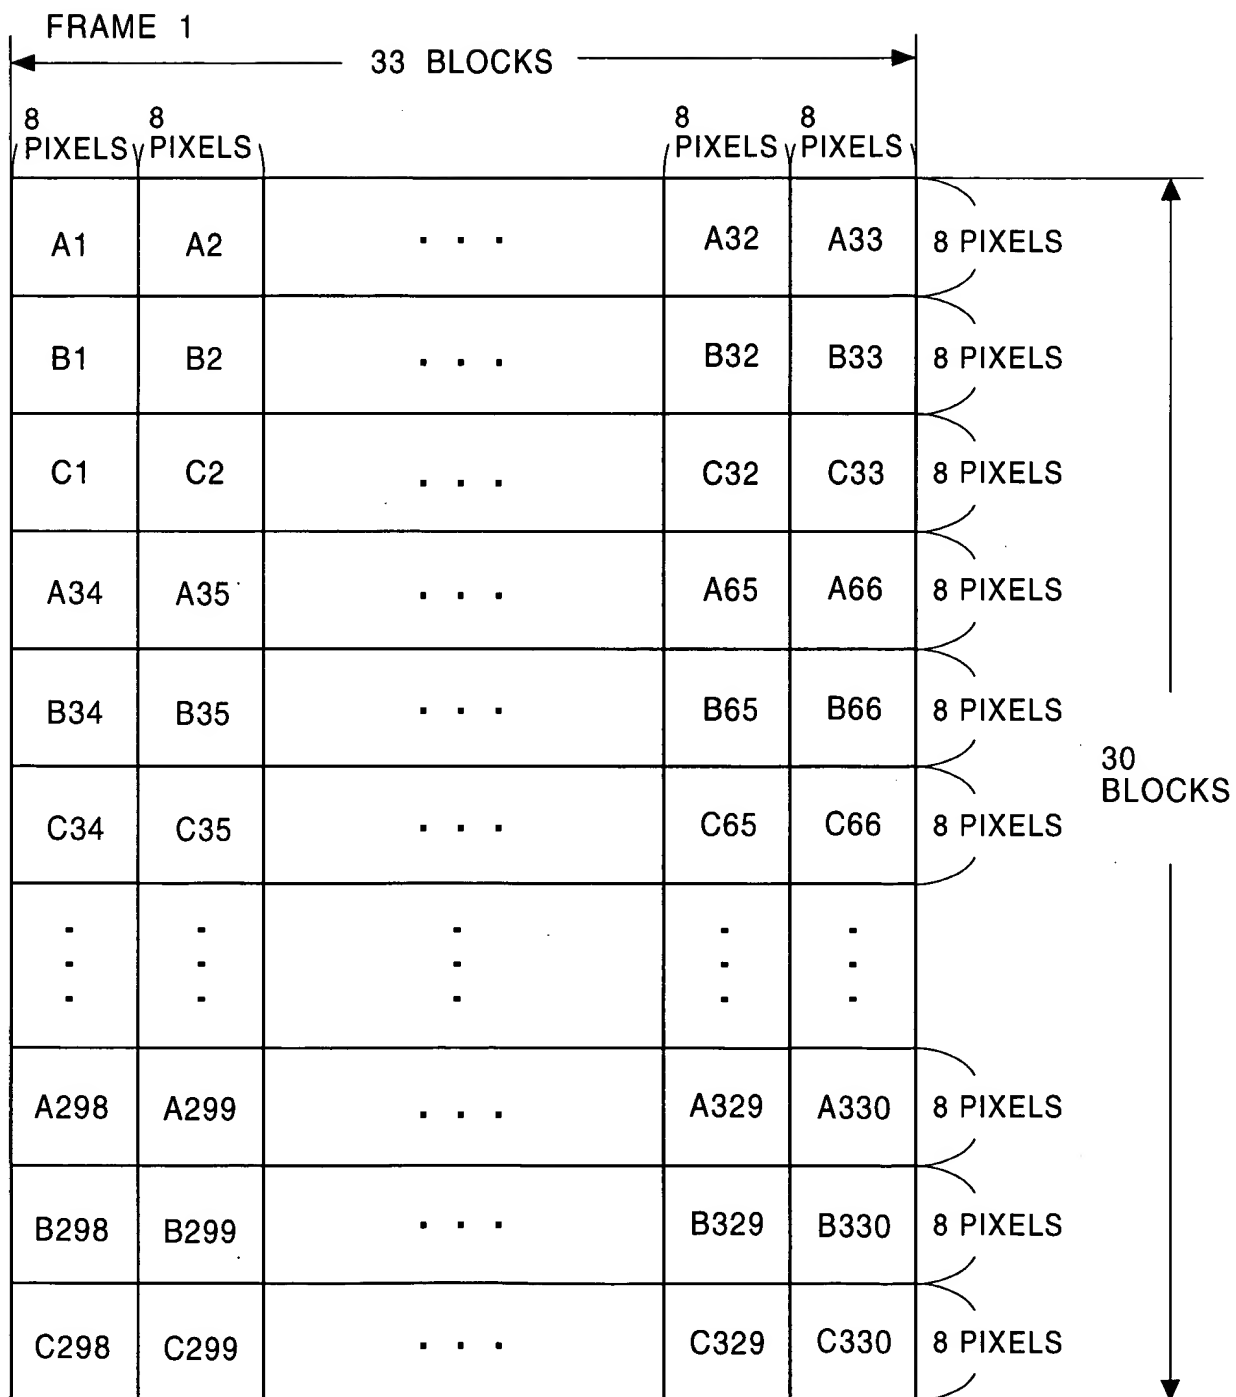 FRAME 1
33 BLOCKS
8 PIXELS 8 PIXELS 8 PIXELS 8 PIXELS
A1 A2 . . . A32 A33 8 PIXELS
B1 B2 . . . B32 B33 8 PIXELS
C1 C2 . . . C32 C33 8 PIXELS
A34 A35 . . . A65 A66 8 PIXELS
B34 B35 . . . B65 B66 8 PIXELS
30 BLOCKS
C34 C35 . . . C65 C66 8 PIXELS
A298 A299 . . . A329 A330 8 PIXELS
B298 B299 . . . B329 B330 8 PIXELS
C298 C299 . . . C329 C330 8 PIXELS